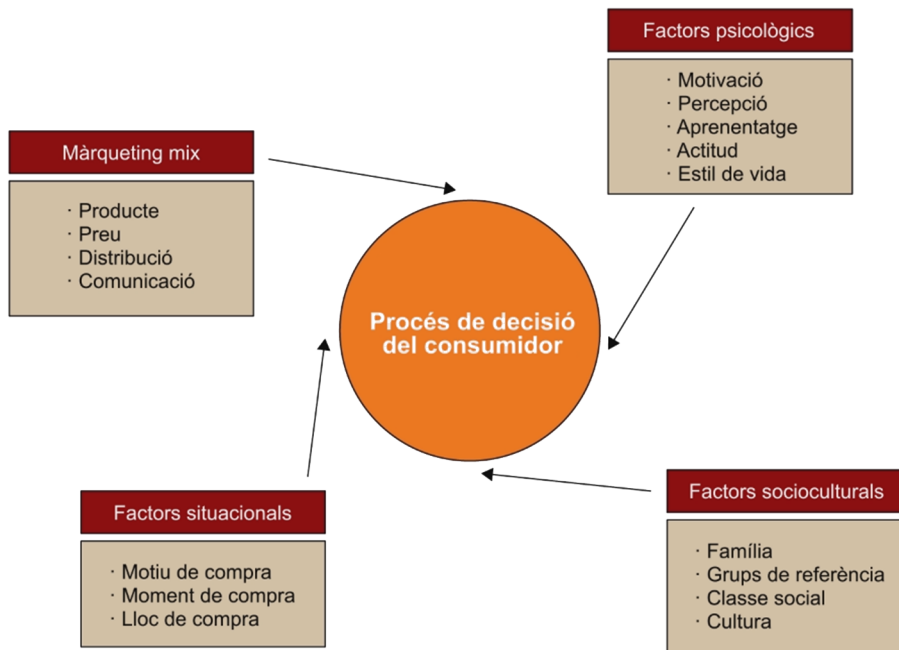 Factors psicològics
· Motivació
· Percepció
· Aprenentatge
· Actitud
· Estil de vida
Màrqueting mix
· Producte
· Preu
· Distribució
· Comunicació
Procés de decisió
del consumidor
Factors situacionals
· Motiu de compra
· Moment de compra
· Lloc de compra
Factors socioculturals
· Família
· Grups de referència
· Classe social
· Cultura